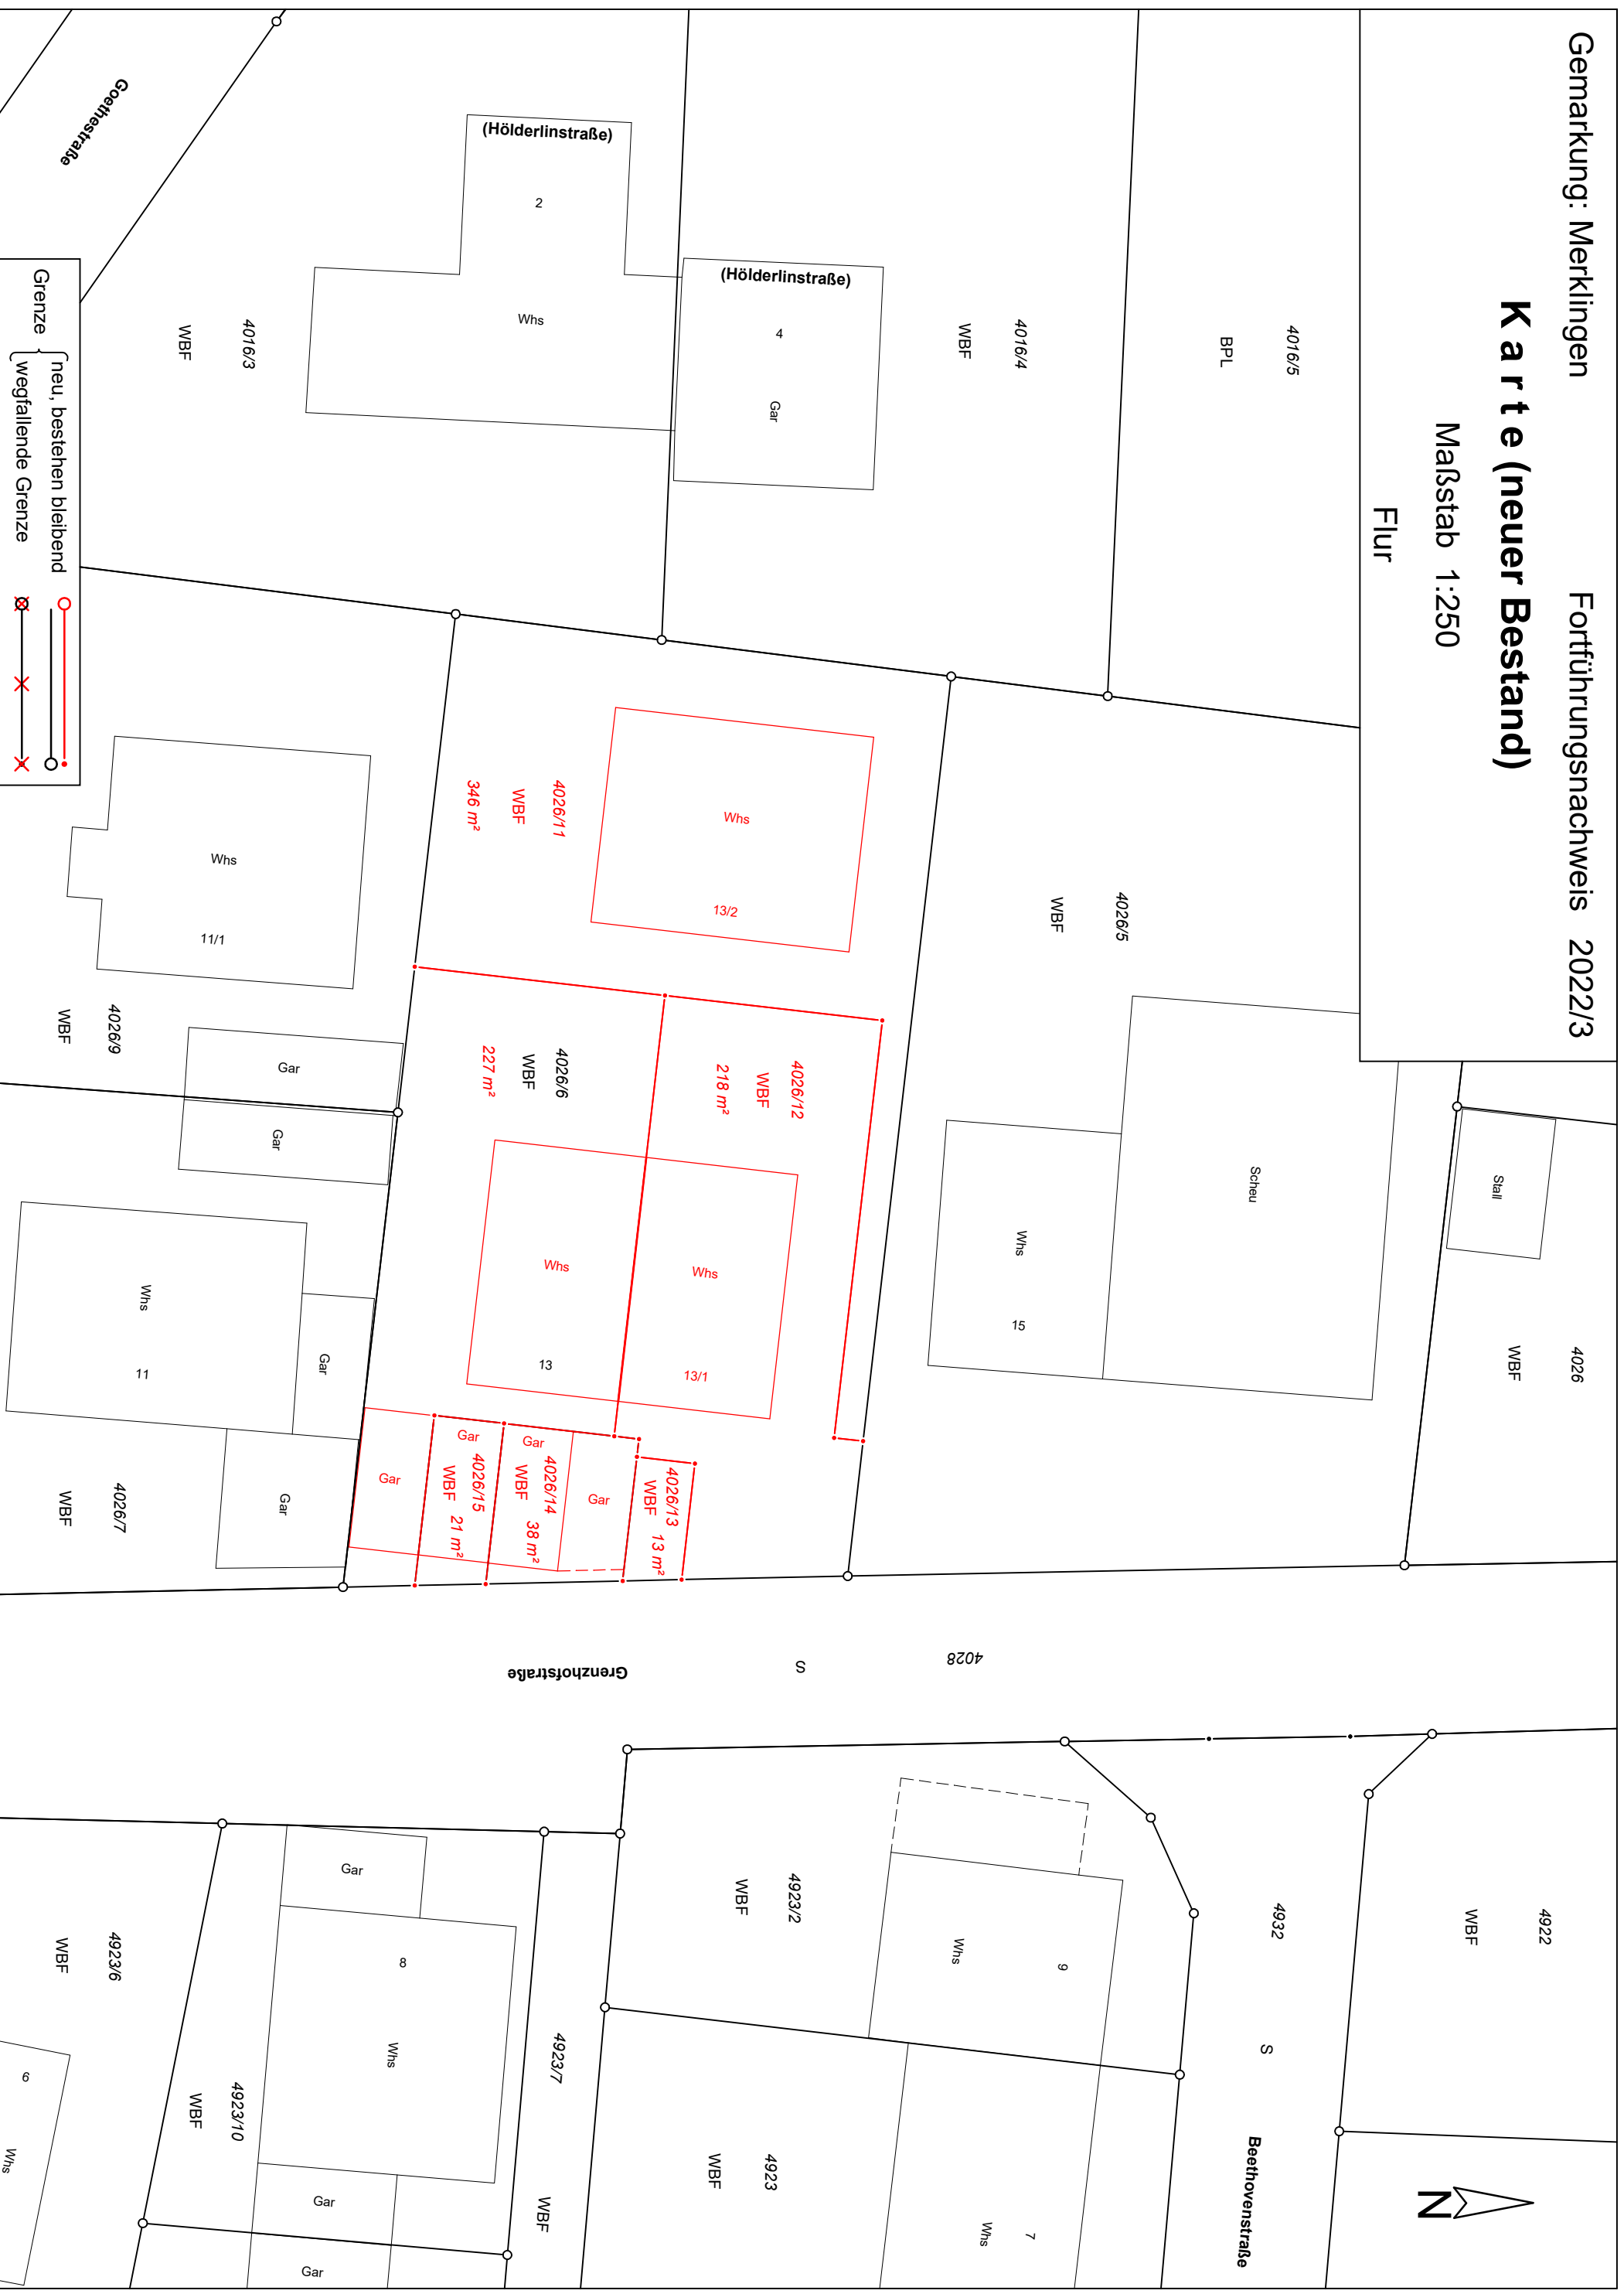 Gemarkung: Merklingen
Fortführungsnachweis 2022/3
K a r t e (neuer Bestand)
Maßstab 1:250
Flur
4016/5
BPL
4016/4
WBF
(Hölderlinstraße)
4
Gar
(Hölderlinstraße)
2
Whs
4016/3
WBF
Goethestraße
Grenze
neu, bestehen bleibend
wegfallende Grenze
4026
WBF
Stall
Scheu
4026/5
WBF
Whs
15
Whs
13/2
4026/11
WBF
346 m²
4026/12
WBF
218 m²
4026/6
WBF
227 m²
Whs
13/1
Whs
13
4026/13
WBF 13 m²
Gar
4026/14
WBF 38 m²
Gar
4026/15
WBF 21 m²
Gar
Gar
Whs
11/1
4026/9
WBF
Gar
Gar
Whs
11
Gar
Gar
4026/7
WBF
4028
S
Grenzhofstraße
4922
WBF
4932
S
Beethovenstraße
N
4923/2
WBF
9
Whs
4923
WBF
7
Whs
4923/7
WBF
Gar
8
Whs
Gar
Gar
4923/10
WBF
4923/6
WBF
6
Whs